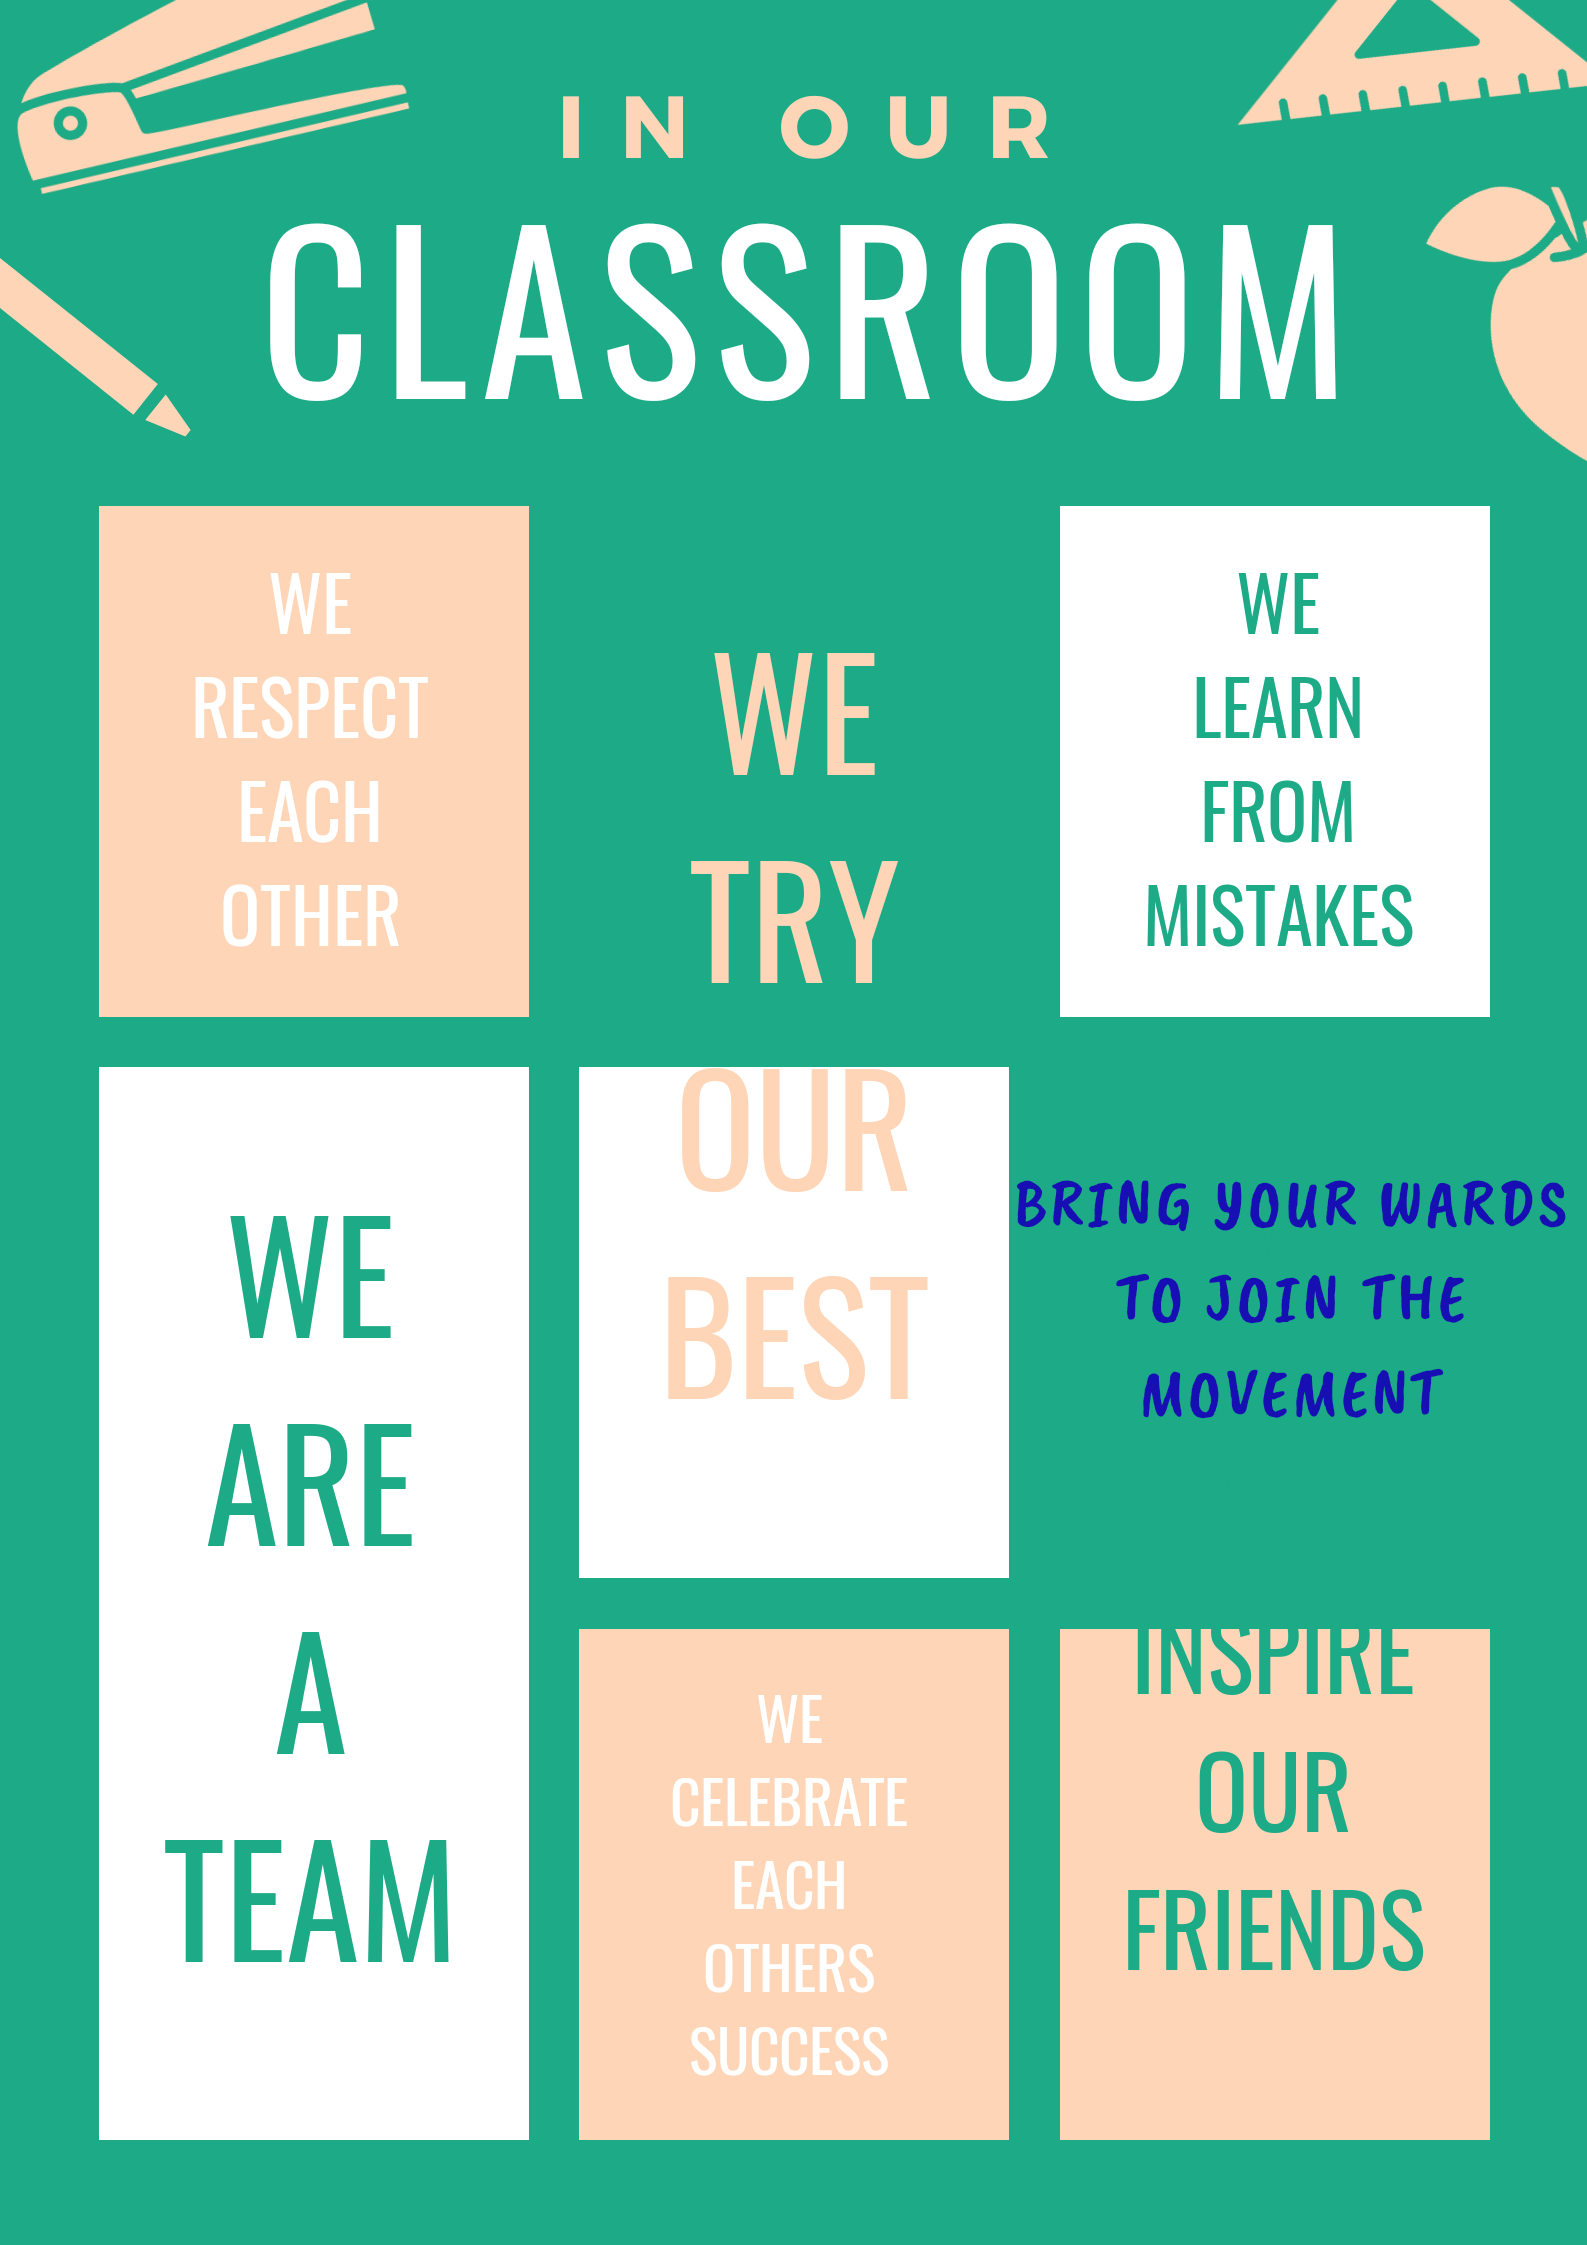 IN OUR
CLASSROOM
WE
RESPECT
EACH
OTHER
WE
TRY
OUR
BEST
WE
LEARN
FROM
MISTAKES
WE
ARE
A
TEAM
BRING YOUR WARDS
TO JOIN THE
MOVEMENT
WE
CELEBRATE
EACH
OTHERS
SUCCESS
INSPIRE
OUR
FRIENDS